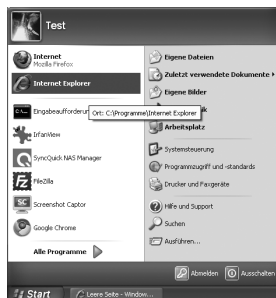 Test
Internet
Mozilla Firefox
Internet Explorer
Eingabeaufforderun
Ort: C:\Programme\Internet Explorer
IrfanView
SyncQuick NAS Manager
FileZilla
Screenshot Captor
Google Chrome
Alle Programme
Eigene Dateien
Zuletzt verwendete Dokumente
Eigene Bilder
ik
Arbeitsplatz
Systemsteuerung
Programmzugriff und -standards
Drucker und Faxgeräte
Hilfe und Support
Suchen
Ausführen...
Abmelden
Ausschalten
Start
Leere Seite - Window...